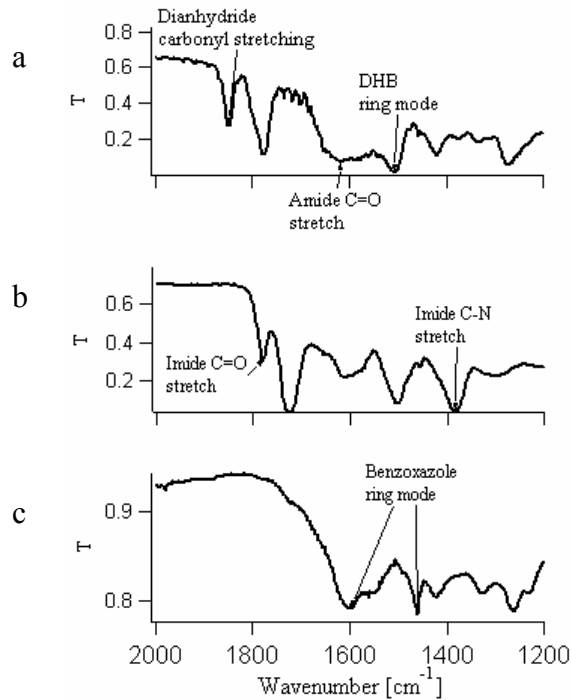 Dianhydride
carbonyl stretching
a
0.8
0.6
0.4
0.2
T
DHB
ring mode
Amide C=O
stretch
b
0.6
0.4
0.2
T
Imide C=O
stretch
Imide C-N
stretch
c
0.9
0.8
T
Benzoxazole
ring mode
2000 1800 1600 1400 1200
Wavenumber [cm⁻¹]